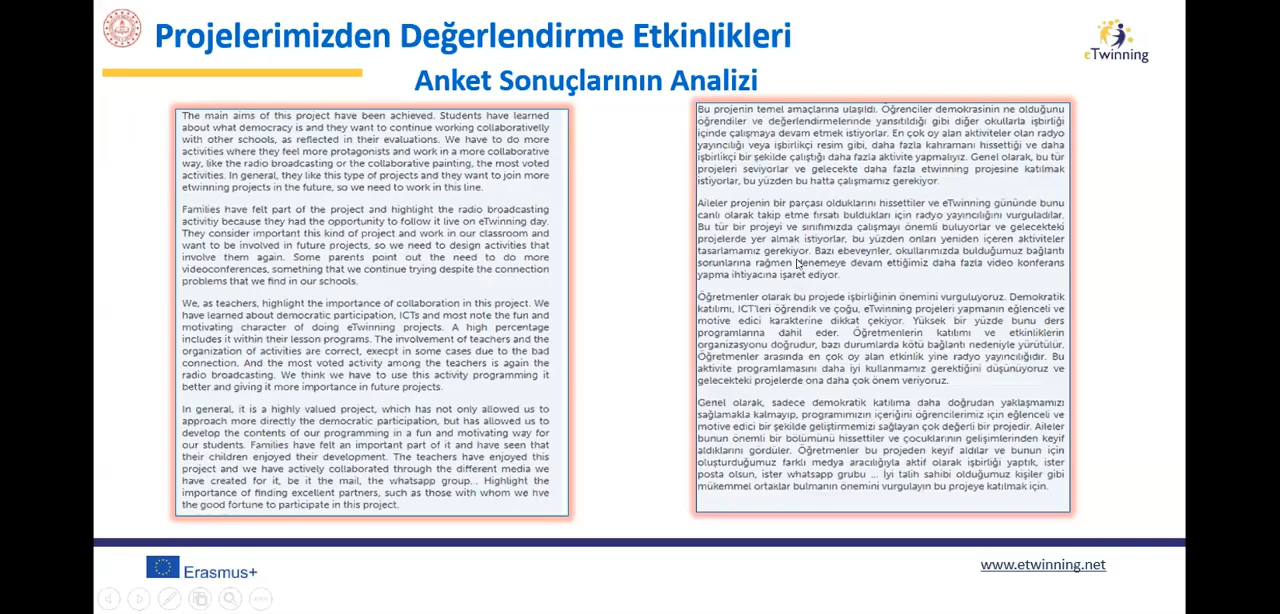 Projelerimizden Değerlendirme Etkinlikleri
eTwinning
Anket Sonuçlarının Analizi
The main aims of this project have been achieved. Students have learned
about what democracy is and they want to continue working collaborativelly
with other schools, as reflected in their evaluations. We have to do more
activities where they feel more protagonists and work in a more collaborative
way, like the radio broadcasting or the collaborative painting, the most voted
activities. In general, they like this type of projects and they want to join more
etwinning projects in the future, so we need to work in this line.
Families have felt part of the project and highlight the radio broadcasting
activitiy because they had the opportunity to follow it live on eTwinning day.
They consider important this kind of project and work in our classroom and
want to be involved in future projects, so we need to design activities that
involve them again. Some parents point out the need to do more
videoconferences, something that we continue trying despite the connection
problems that we find in our schools.
We, as teachers, highlight the importance of collaboration in this project. We
have learned about democratic participation, ICTs and most note the fun and
motivating character of doing eTwinning projects. A high percentage
includes it within their lesson programs. The involvement of teachers and the
organization of activities are correct, execpt in some cases due to the bad
connection. And the most voted activity among the teachers is again the
radio broadcasting. We think we have to use this activity programming it
better and giving it more importance in future projects.
In general, it is a highly valued project, which has not only allowed us to
approach more directly the democratic participation, but has allowed us to
develop the contents of our programming in a fun and motivating way for
our students. Families have felt an important part of it and have seen that
their children enjoyed their development. The teachers have enjoyed this
project and we have actively collaborated through the different media we
have created for it, be it the mail, the whatsapp group... Highlight the
importance of finding excellent partners, such as those with whom we hve
the good fortune to participate in this project.
Bu projenin temel amaçlarına ulaşıldı. Öğrenciler demokrasinin ne olduğunu
öğrendiler ve değerlendirmelerinde yansıtıldığı gibi diğer okullarla işbirliği
içinde çalışmaya devam etmek istiyorlar. En çok oy alan aktiviteler olan radyo
yayıncılığı veya işbirlikçi resim gibi, daha fazla kahramanı hissettiği ve daha
işbirlikçi bir şekilde çalıştığı daha fazla aktivite yapmalıyız. Genel olarak, bu tür
projeleri seviyorlar ve gelecekte daha fazla etwinning projesine katılmak
istiyorlar, bu yüzden bu hatta çalışmamız gerekiyor.
Aileler projenin bir parçası olduklarını hissettiler ve eTwinning gününde bunu
canlı olarak takip etme fırsatı buldukları için radyo yayıncılığını vurguladılar.
Bu tür bir projeyi ve sınıfımızda çalışmayı önemli buluyorlar ve gelecekteki
projelerde yer almak istiyorlar, bu yüzden onları yeniden içeren aktiviteler
tasarlamamız gerekiyor. Bazı ebeveynler, okullarımızda bulduğumuz bağlantı
sorunlarına rağmen denemeye devam ettiğimiz daha fazla video konferans
yapma ihtiyacına işaret ediyor.
Öğretmenler olarak bu projede işbirliğinin önemini vurguluyoruz. Demokratik
katılımı, ICT'leri öğrendik ve çoğu, eTwinning projeleri yapmanın eğlenceli ve
motive edici karakterine dikkat çekiyor. Yüksek bir yüzde bunu ders
programlarına dahil eder. Öğretmenlerin katılımı ve etkinliklerin
organizasyonu doğrudur, bazı durumlarda kötü bağlantı nedeniyle yürütülür.
Öğretmenler arasında en çok oy alan etkinlik yine radyo yayıncılığıdır. Bu
aktivite programlamasını daha iyi kullanmamız gerektiğini düşünüyoruz ve
gelecekteki projelerde ona daha çok önem veriyoruz.
Genel olarak, sadece demokratik katılıma daha doğrudan yaklaşmamızı
sağlamakla kalmayıp, programımızın içeriğini öğrencilerimiz için eğlenceli ve
motive edici bir şekilde geliştirmemizi sağlayan çok değerli bir projedir. Aileler
bunun önemli bir bölümünü hissettiler ve çocuklarının gelişimlerinden keyif
aldıklarını gördüler. Öğretmenler bu projeden keyif aldılar ve bunun için
oluşturduğumuz farklı medya aracılığıyla aktif olarak işbirliği yaptık, ister
posta olsun, ister whatsapp grubu ... İyi talih sahibi olduğumuz kişiler gibi
mükemmel ortaklar bulmanın önemini vurgulayın bu projeye katılmak için.
Erasmus+
www.etwinning.net